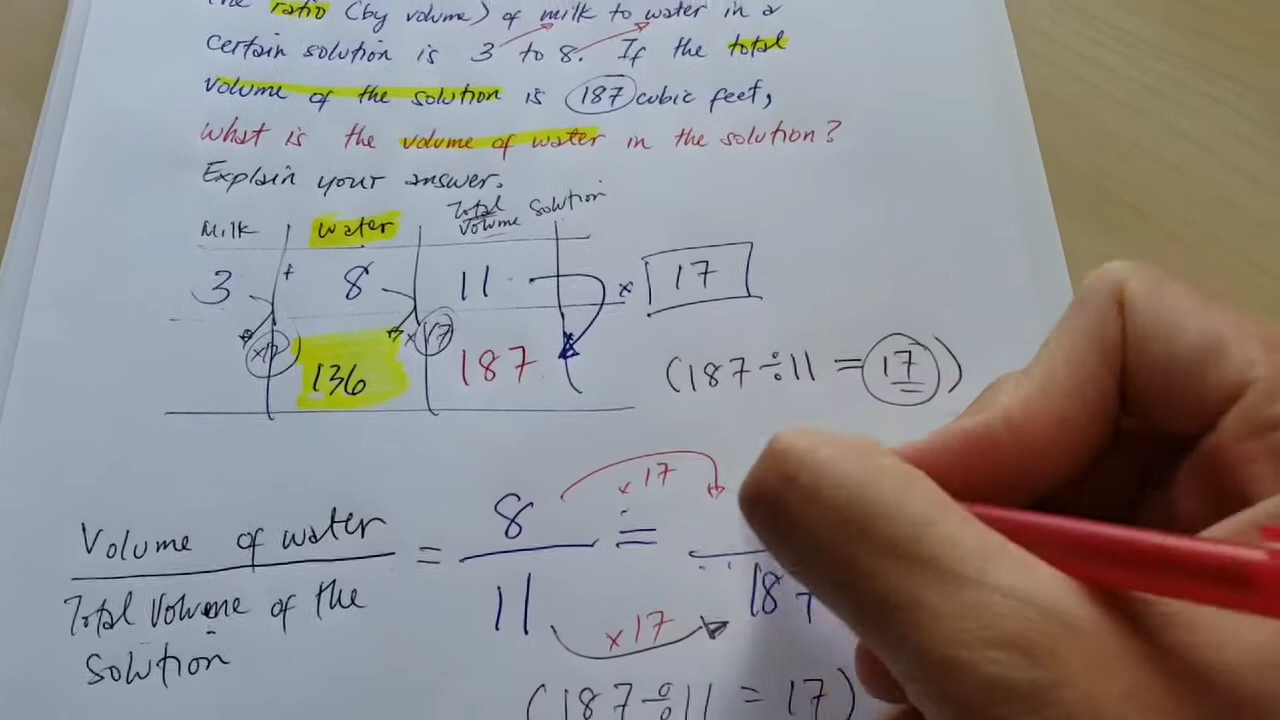 The ratio (by volume) of milk to water in a
certain solution is 3 to 8. If the total
volume of the solution is 187 cubic feet,
what is the volume of water in the solution?
Explain your answer.
Milk water Total Volume Solution
3 + 8 11 × 17
×17 ×17
136 187 (187÷11 = 17)
×17
Volume of water = 8 =
Total Volume of the 11 187
solution ×17
(187÷11 = 17)